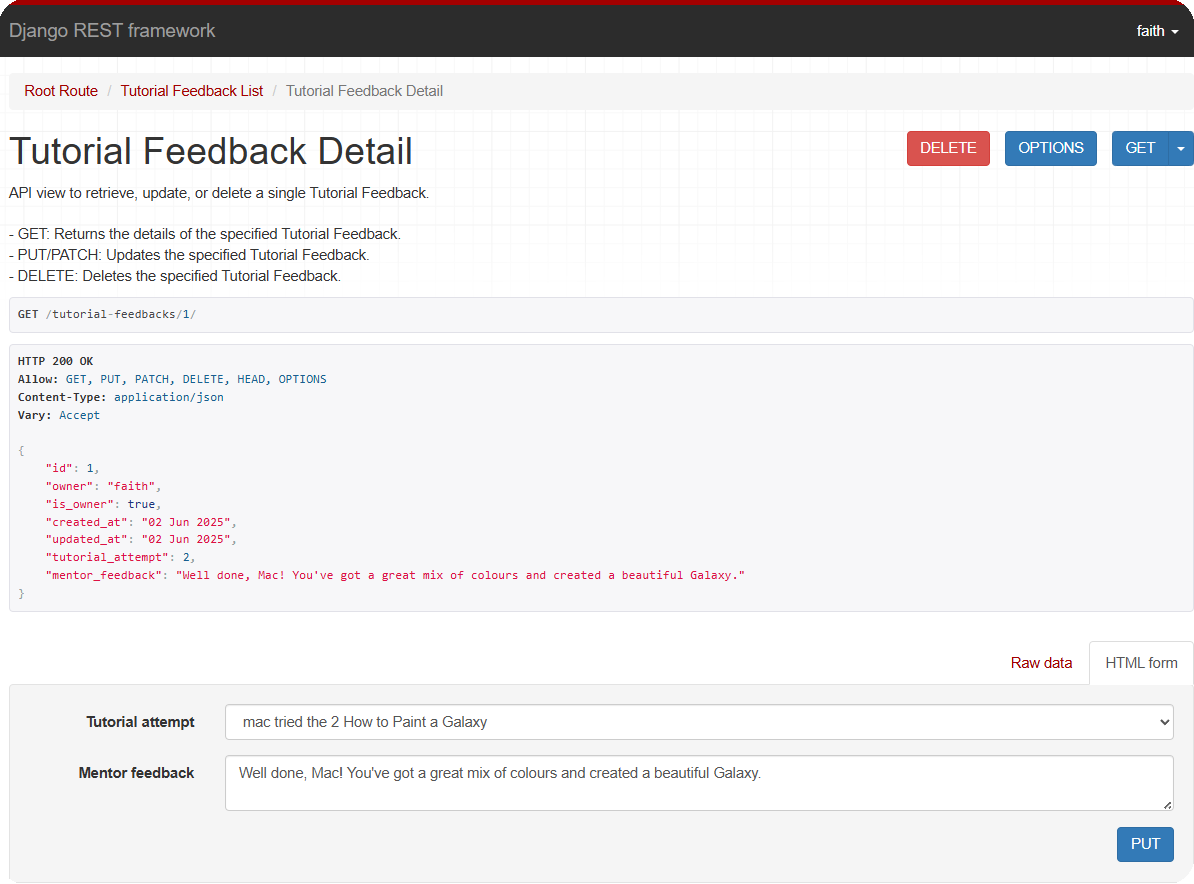 Django REST framework
faith
Root Route / Tutorial Feedback List / Tutorial Feedback Detail
Tutorial Feedback Detail
DELETE
OPTIONS
GET
API view to retrieve, update, or delete a single Tutorial Feedback.
- GET: Returns the details of the specified Tutorial Feedback.
- PUT/PATCH: Updates the specified Tutorial Feedback.
- DELETE: Deletes the specified Tutorial Feedback.
GET /tutorial-feedbacks/1/
HTTP 200 OK
Allow: GET, PUT, PATCH, DELETE, HEAD, OPTIONS
Content-Type: application/json
Vary: Accept
{
    "id": 1,
    "owner": "faith",
    "is_owner": true,
    "created_at": "02 Jun 2025",
    "updated_at": "02 Jun 2025",
    "tutorial_attempt": 2,
    "mentor_feedback": "Well done, Mac! You've got a great mix of colours and created a beautiful Galaxy."
}
Raw data
HTML form
Tutorial attempt
mac tried the 2 How to Paint a Galaxy
Mentor feedback
Well done, Mac! You've got a great mix of colours and created a beautiful Galaxy.
PUT